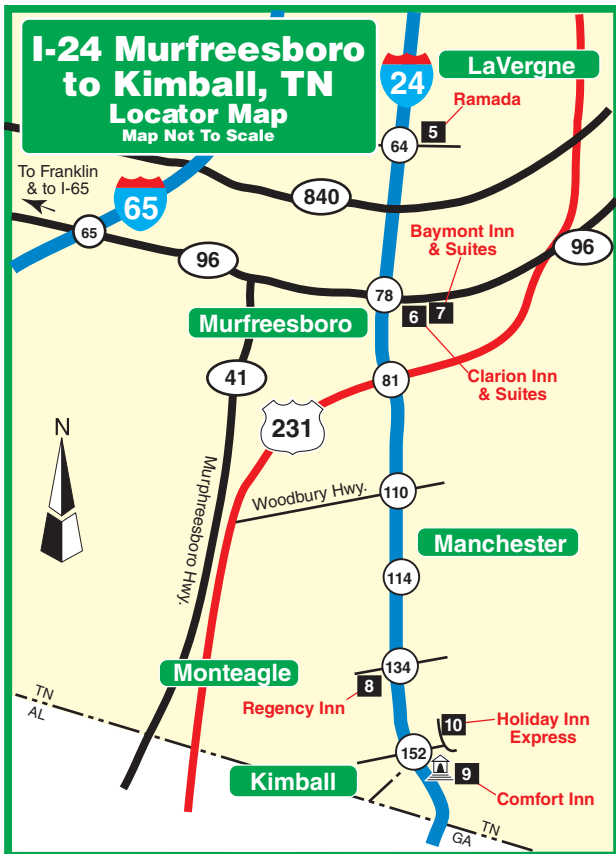 I-24 Murfreesboro
to Kimball, TN
Locator Map
Map Not To Scale
24
LaVergne
Ramada
5
64
To Franklin
& to I-65
65
840
65
96
Baymont Inn
& Suites
96
78
6
7
Murfreesboro
Clarion Inn
& Suites
41
81
231
N
Murphreesboro Hwy.
Woodbury Hwy.
110
Manchester
114
134
Monteagle
8
Regency Inn
TN
AL
10
Holiday Inn
Express
152
Kimball
9
Comfort Inn
TN
GA